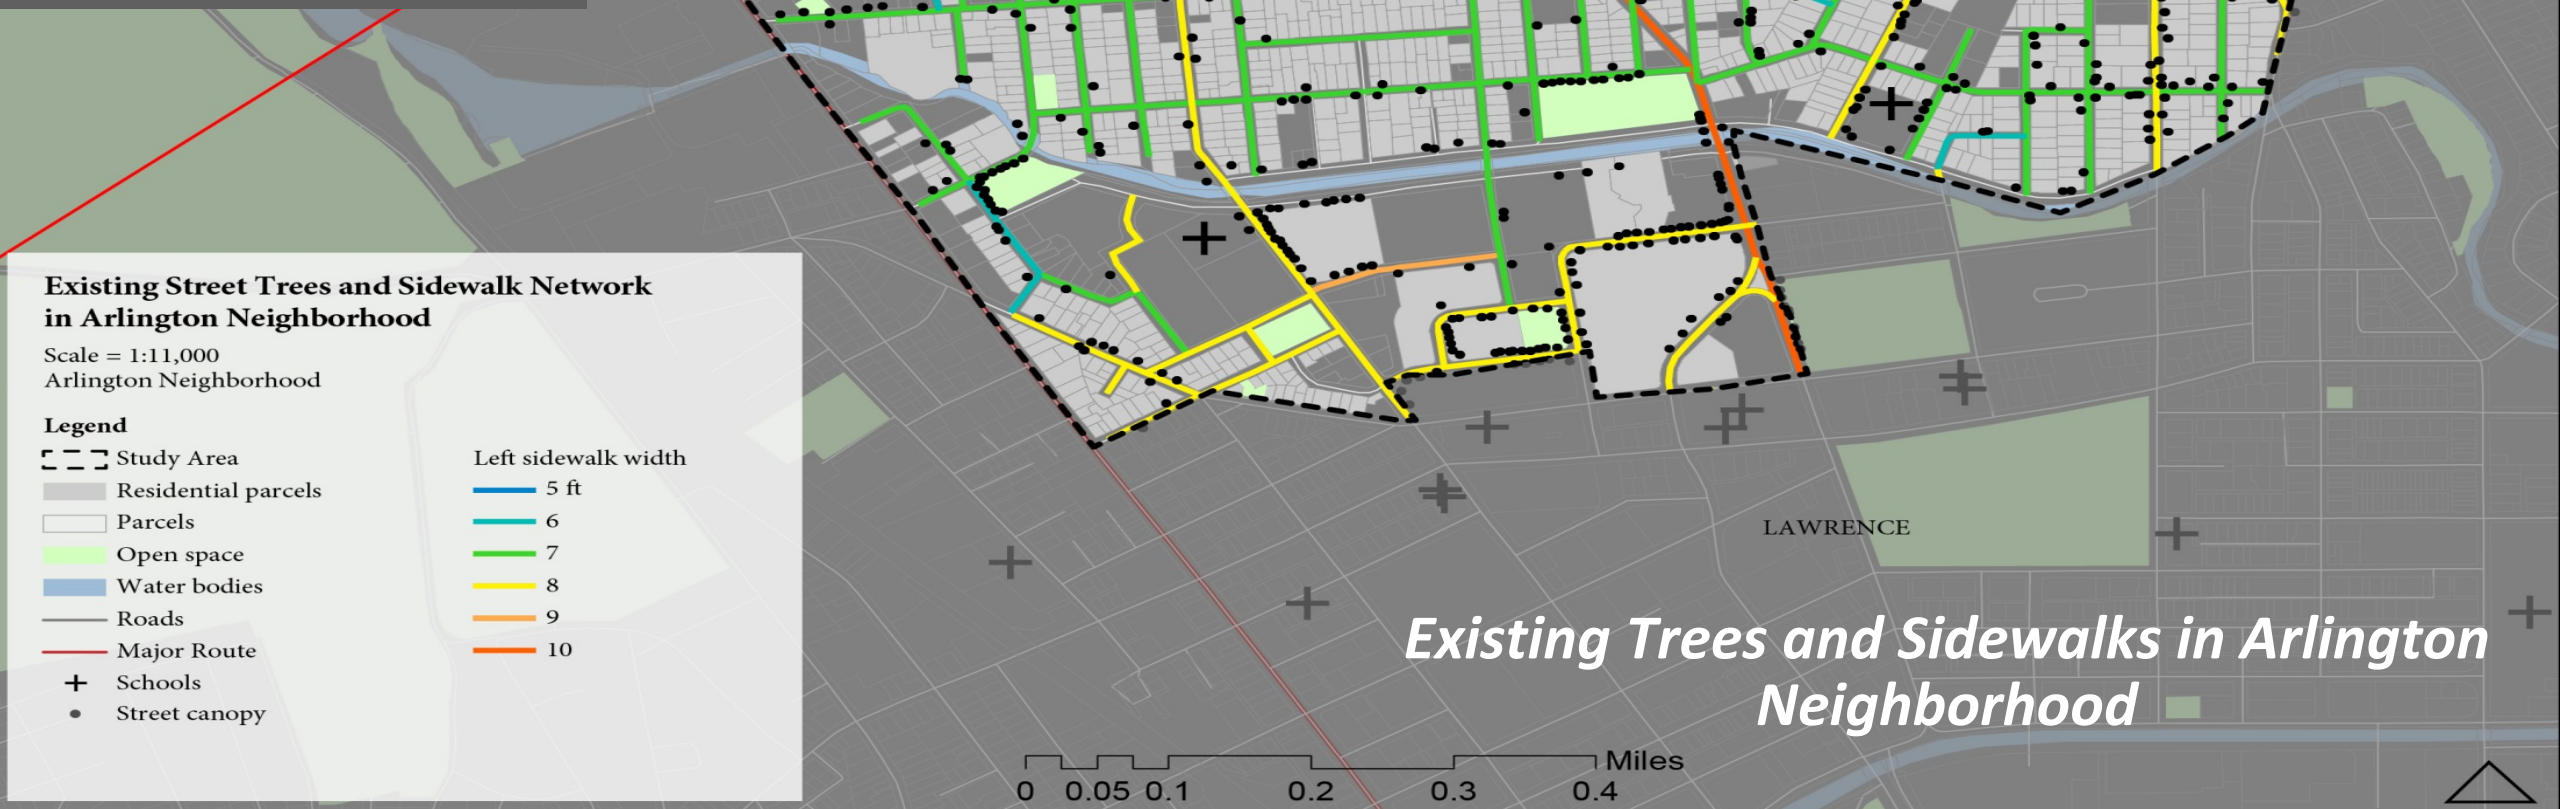 Existing Street Trees and Sidewalk Network
in Arlington Neighborhood
Scale = 1:11,000
Arlington Neighborhood
Legend
Study Area
Residential parcels
Parcels
Open space
Water bodies
Roads
Major Route
Schools
Street canopy
Left sidewalk width
5 ft
6
7
8
9
10
LAWRENCE
Existing Trees and Sidewalks in Arlington
Neighborhood
Miles
0 0.05 0.1 0.2 0.3 0.4